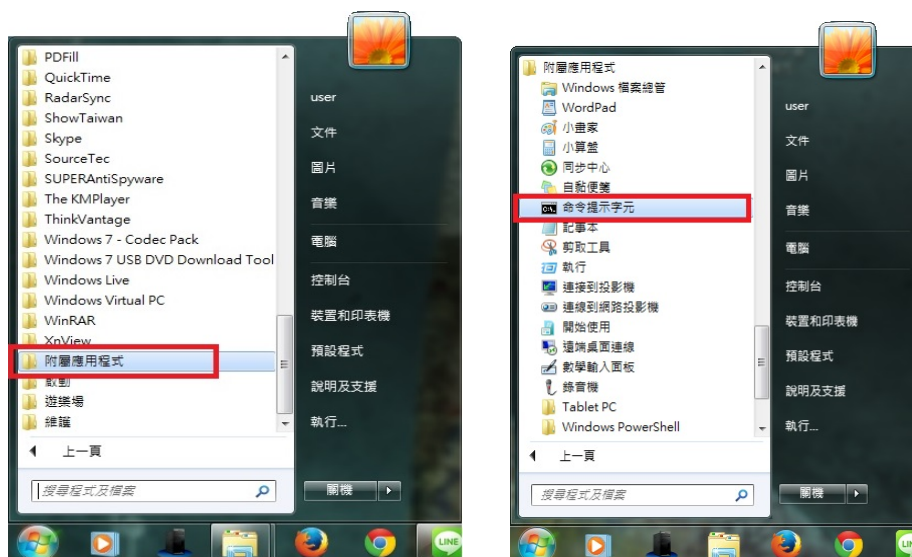 PDFill
QuickTime
RadarSync
ShowTaiwan
Skype
SourceTec
SUPERAntiSpyware
The KMPlayer
ThinkVantage
Windows 7 - Codec Pack
Windows 7 USB DVD Download Tool
Windows Live
Windows Virtual PC
WinRAR
XnView
附屬應用程式
啟動
遊樂場
維護
上一頁
搜尋程式及檔案
user
文件
圖片
音樂
電腦
控制台
裝置和印表機
預設程式
說明及支援
執行...
關機
LINE
附屬應用程式
Windows 檔案總管
WordPad
小畫家
小算盤
同步中心
自黏便箋
命令提示字元
記事本
剪取工具
執行
連接到投影機
連線到網路投影機
開始使用
遠端桌面連線
數學輸入面板
錄音機
Tablet PC
Windows PowerShell
上一頁
搜尋程式及檔案
user
文件
圖片
音樂
電腦
控制台
裝置和印表機
預設程式
說明及支援
執行...
關機